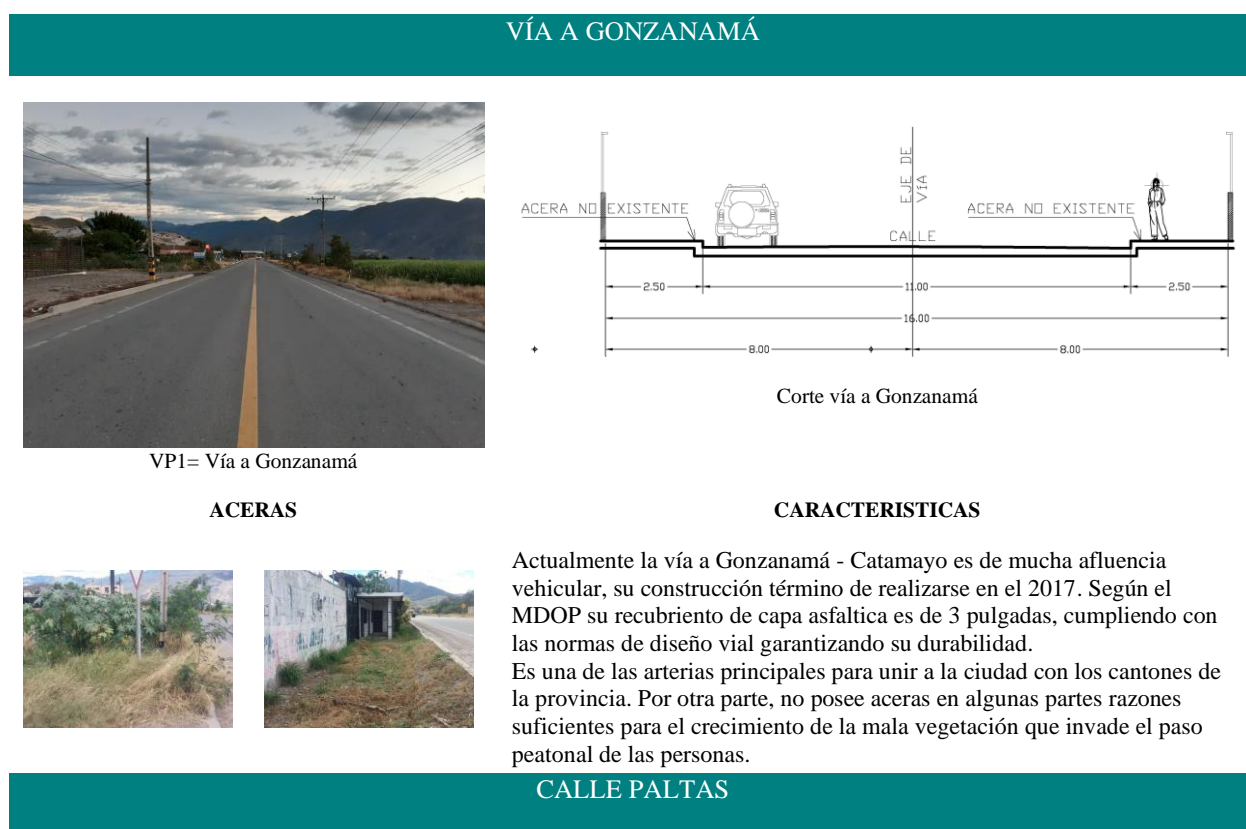 VÍA A GONZANAMÁ
EJE DE
VÍA
ACERA NO EXISTENTE
ACERA NO EXISTENTE
CALLE
2.50
11.00
2.50
16.00
8.00
8.00
Corte vía a Gonzanamá
VP1= Vía a Gonzanamá
ACERAS
CARACTERISTICAS
Actualmente la vía a Gonzanamá - Catamayo es de mucha afluencia
vehicular, su construcción término de realizarse en el 2017. Según el
MDOP su recubriento de capa asfaltica es de 3 pulgadas, cumpliendo con
las normas de diseño vial garantizando su durabilidad.
Es una de las arterias principales para unir a la ciudad con los cantones de
la provincia. Por otra parte, no posee aceras en algunas partes razones
suficientes para el crecimiento de la mala vegetación que invade el paso
peatonal de las personas.
CALLE PALTAS